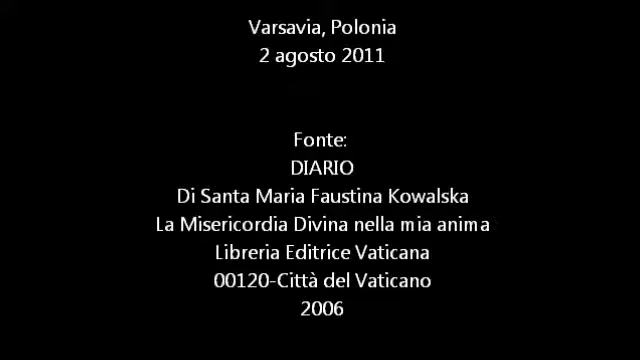 Varsavia, Polonia
2 agosto 2011
Fonte:
DIARIO
Di Santa Maria Faustina Kowalska
La Misericordia Divina nella mia anima
Libreria Editrice Vaticana
00120-Città del Vaticano
2006